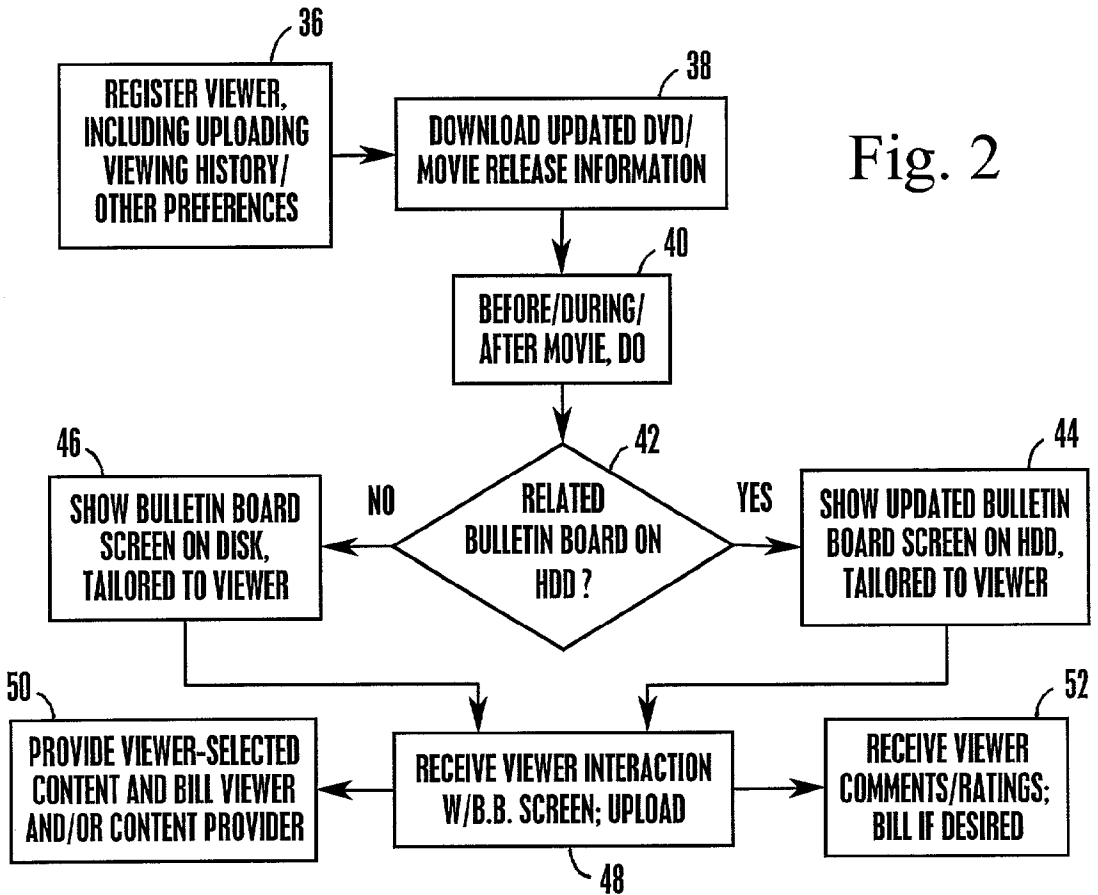 36
REGISTER VIEWER,
INCLUDING UPLOADING
VIEWING HISTORY/
OTHER PREFERENCES
38
DOWNLOAD UPDATED DVD/
MOVIE RELEASE INFORMATION
Fig. 2
40
BEFORE/DURING/
AFTER MOVIE, DO
42
RELATED
BULLETIN BOARD ON
HDD ?
NO
YES
46
SHOW BULLETIN BOARD
SCREEN ON DISK,
TAILORED TO VIEWER
44
SHOW UPDATED BULLETIN
BOARD SCREEN ON HDD,
TAILORED TO VIEWER
50
PROVIDE VIEWER-SELECTED
CONTENT AND BILL VIEWER
AND/OR CONTENT PROVIDER
RECEIVE VIEWER INTERACTION
W/B.B. SCREEN; UPLOAD
48
52
RECEIVE VIEWER
COMMENTS/RATINGS;
BILL IF DESIRED